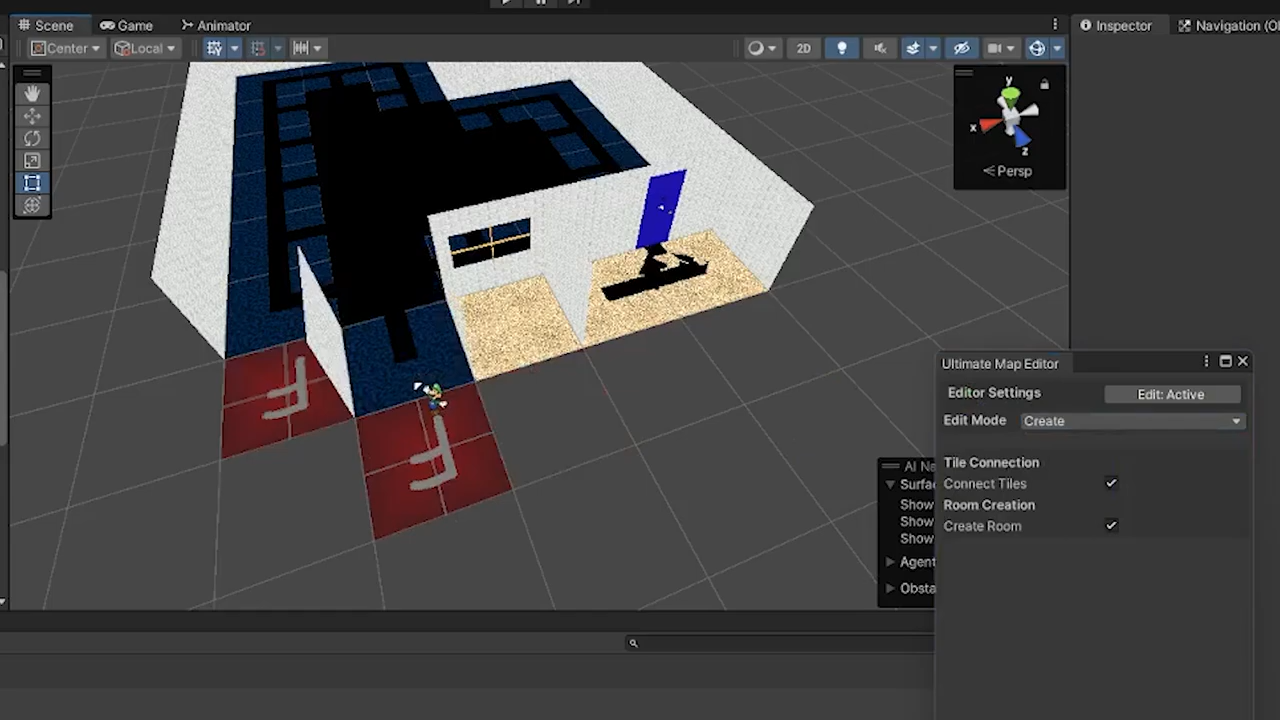 Scene Game Animator
Inspector Navigation (O
Center Local
2D
y
x
z
Persp
F
F
Ultimate Map Editor
Editor Settings Edit: Active
Edit Mode Create
Tile Connection
Connect Tiles
Room Creation
Create Room
AI Na
Surfac
Show
Show
Show
Agent
Obsta